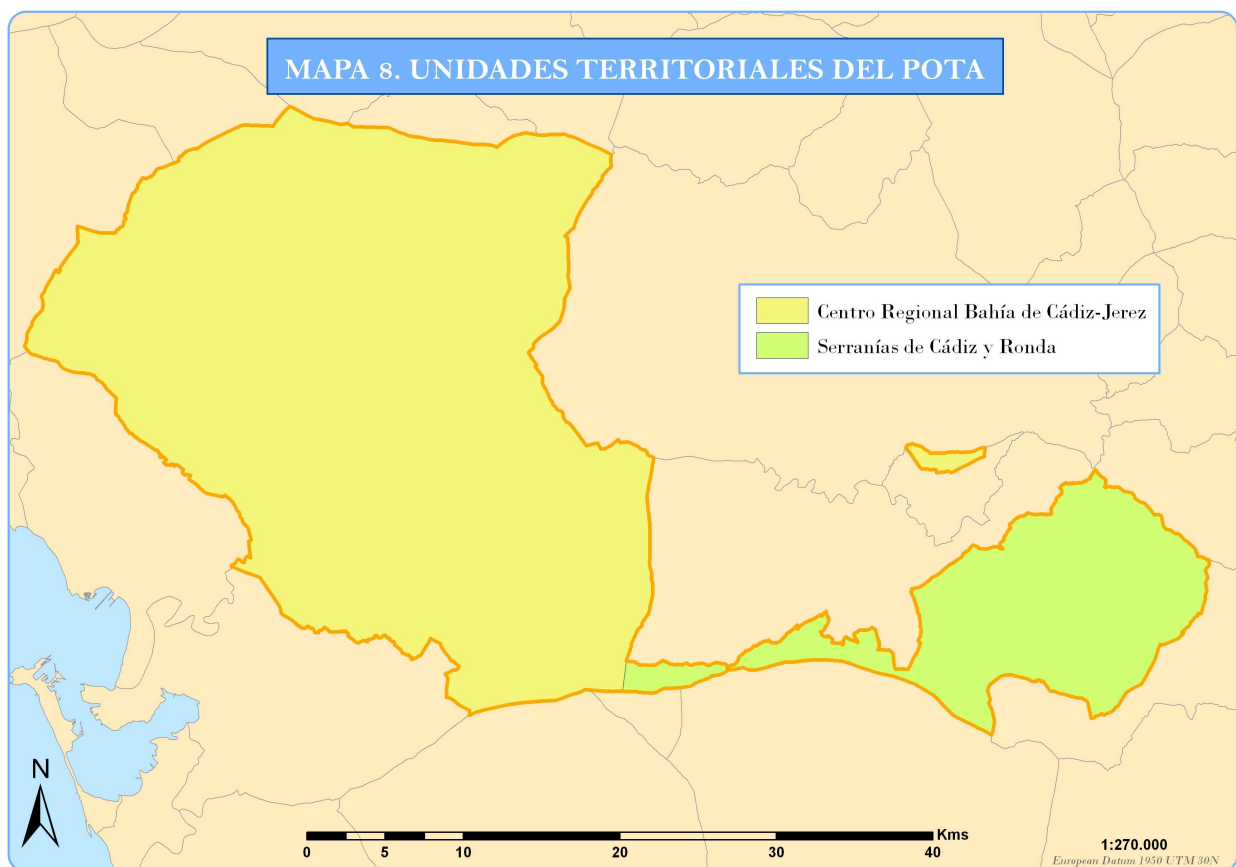 MAPA 8. UNIDADES TERRITORIALES DEL POTA
Centro Regional Bahía de Cádiz-Jerez
Serranías de Cádiz y Ronda
N
Kms
0 5 10 20 30 40
1:270.000
European Datum 1950 UTM 30N